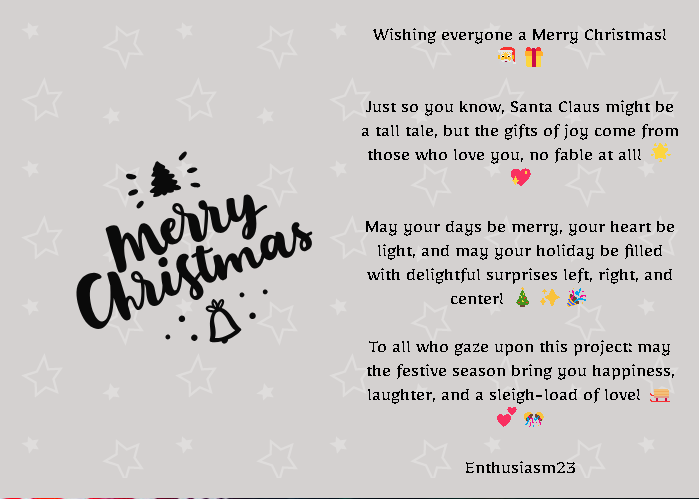 Merry
Christmas
Wishing everyone a Merry Christmas!
🎅 🎁
Just so you know, Santa Claus might be
a tall tale, but the gifts of joy come from
those who love you, no fable at all! 🌟
💖
May your days be merry, your heart be
light, and may your holiday be filled
with delightful surprises left, right, and
center! 🎄 ✨ 🎉
To all who gaze upon this project: may
the festive season bring you happiness,
laughter, and a sleigh-load of love! 🛷
💕 🎊
Enthusiasm23